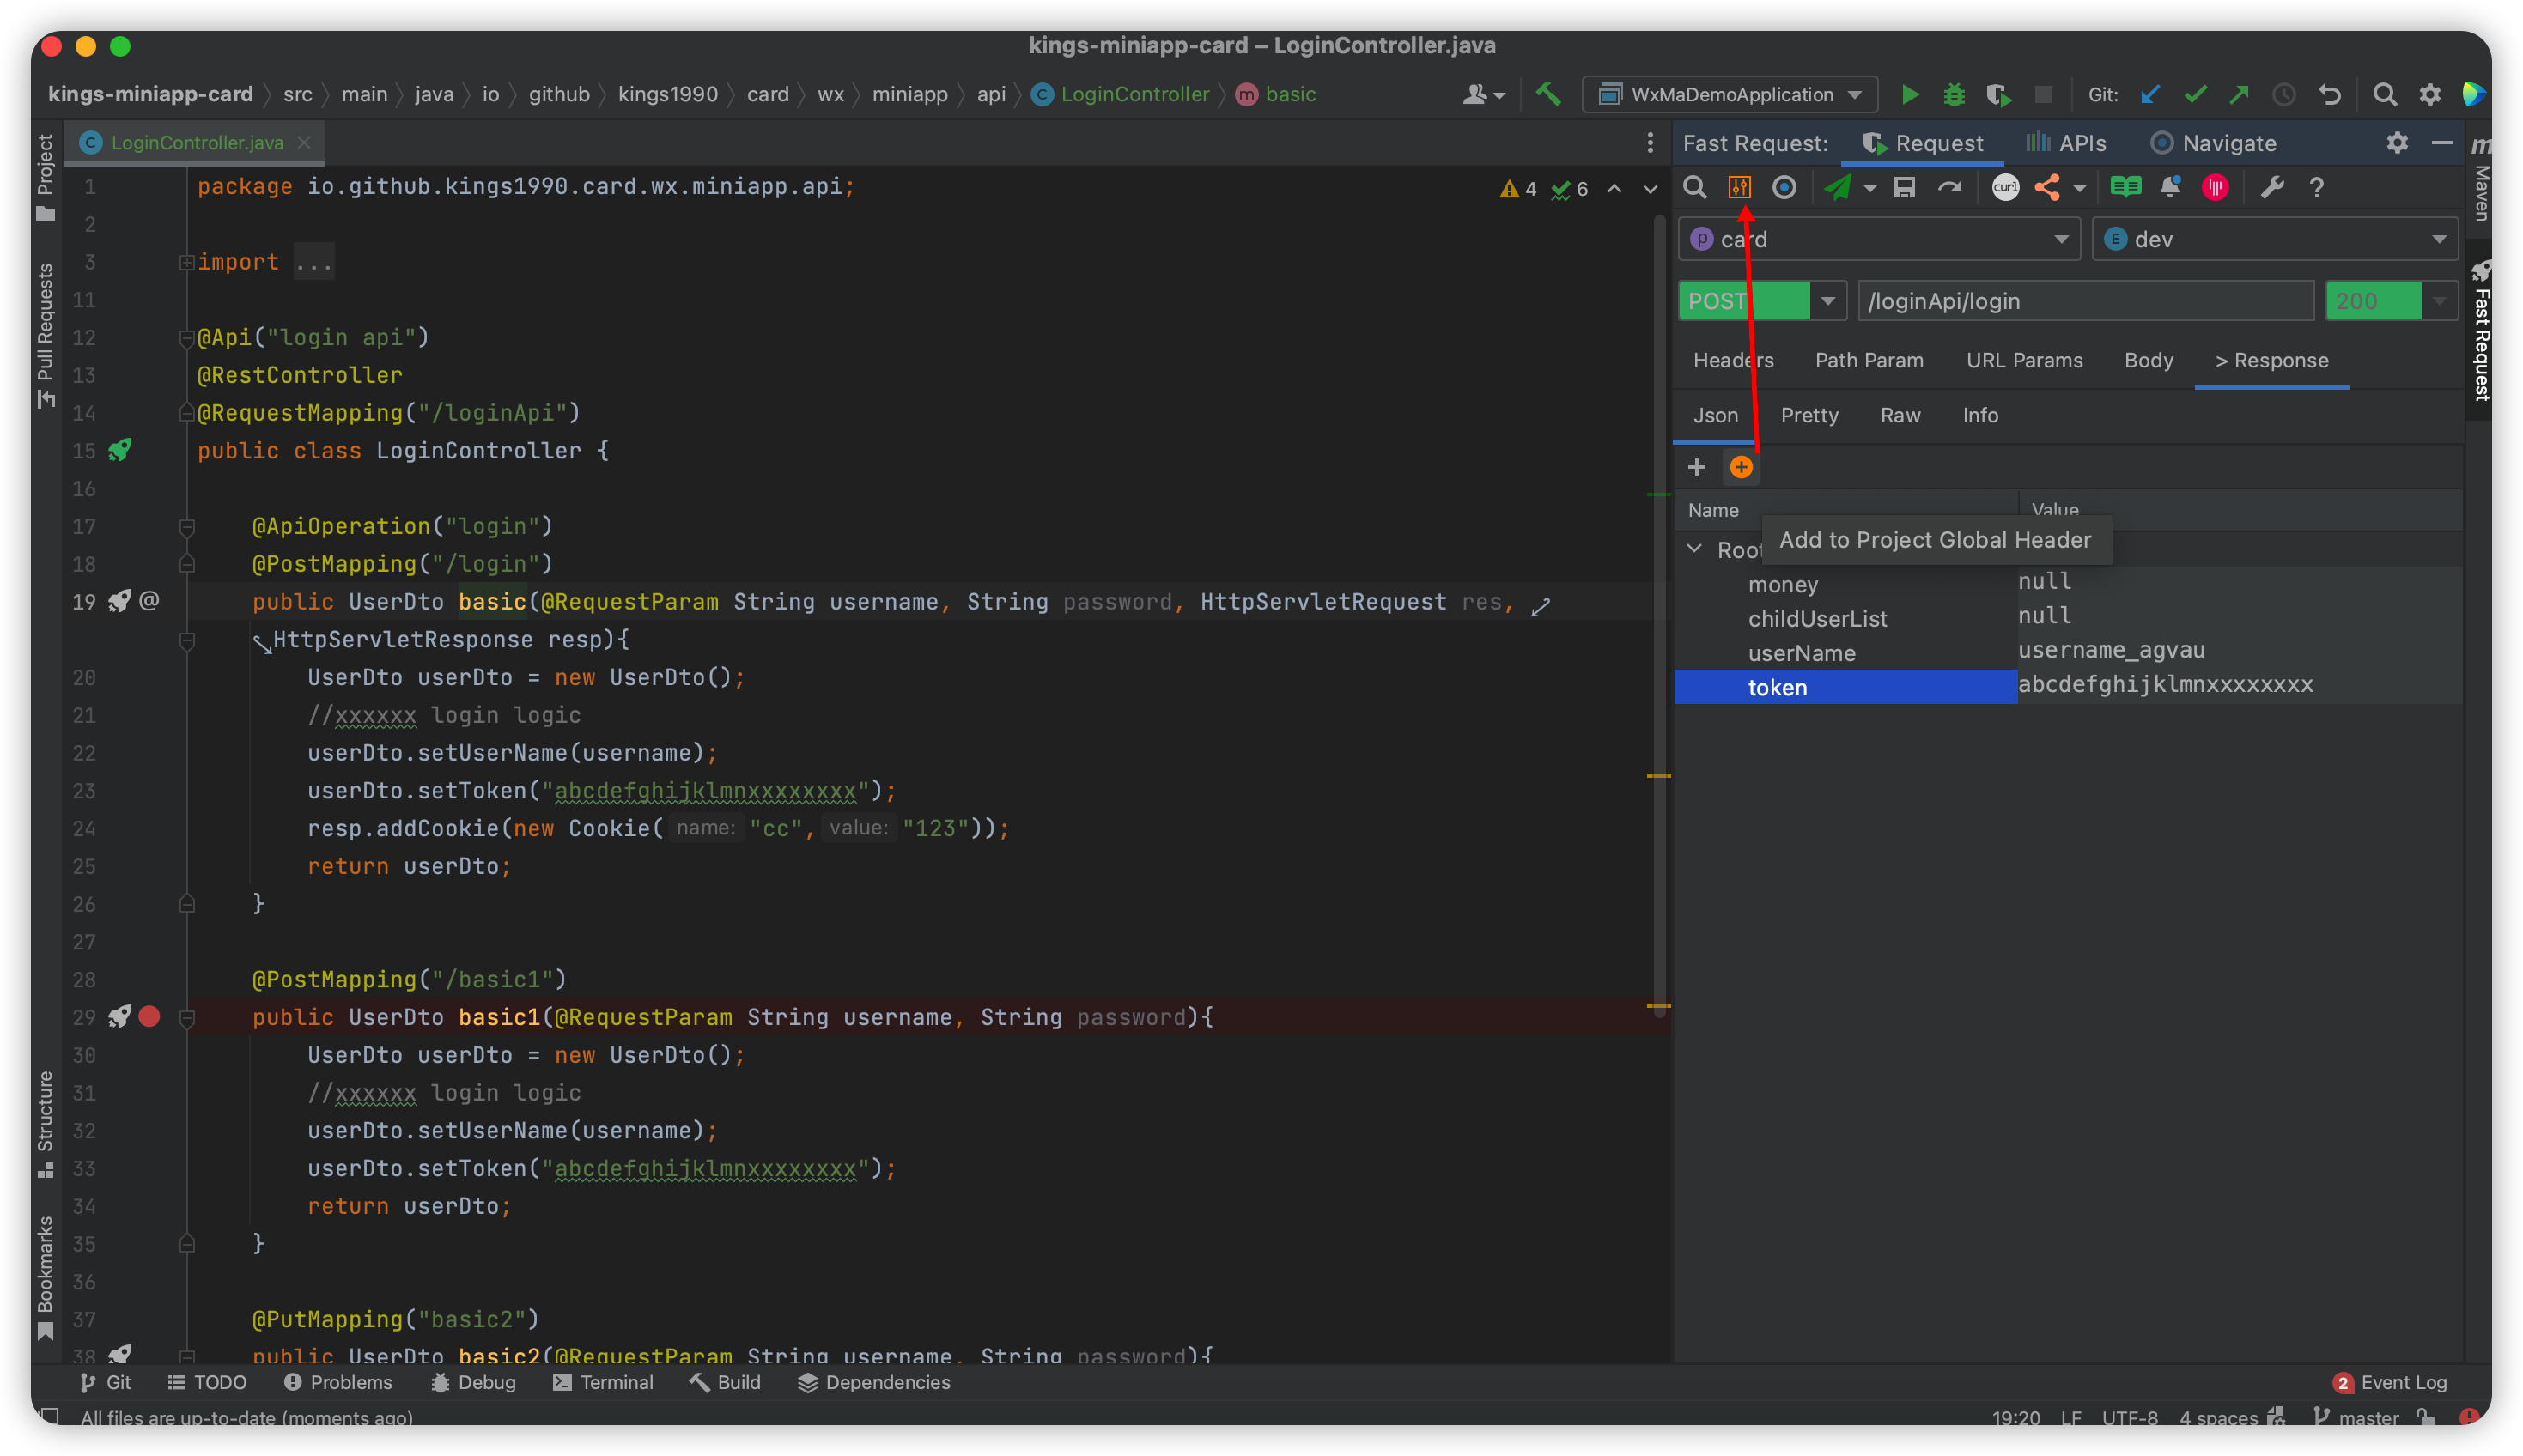 kings-miniapp-card – LoginController.java
kings-miniapp-card src main java io github kings1990 card wx miniapp api C LoginController m basic
WxMaDemoApplication
Git:
Project
Pull Requests
Structure
Bookmarks
C LoginController.java
4 6
1 package io.github.kings1990.card.wx.miniapp.api;
2
3 import ...
11
12 @Api("login api")
13 @RestController
14 @RequestMapping("/loginApi")
15 public class LoginController {
16
17 @ApiOperation("login")
18 @PostMapping("/login")
19 @ public UserDto basic(@RequestParam String username, String password, HttpServletRequest res,
HttpServletResponse resp){
20 UserDto userDto = new UserDto();
21 //xxxxxx login logic
22 userDto.setUserName(username);
23 userDto.setToken("abcdefghijklmnxxxxxxxx");
24 resp.addCookie(new Cookie( name: "cc", value: "123"));
25 return userDto;
26 }
27
28 @PostMapping("/basic1")
29 public UserDto basic1(@RequestParam String username, String password){
30 UserDto userDto = new UserDto();
31 //xxxxxx login logic
32 userDto.setUserName(username);
33 userDto.setToken("abcdefghijklmnxxxxxxxx");
34 return userDto;
35 }
36
37 @PutMapping("basic2")
38 public UserDto basic2(@RequestParam String username, String password){
Fast Request: Request APIs Navigate
curl
p card
E dev
POST /loginApi/login 200
Headers Path Param URL Params Body > Response
Json Pretty Raw Info
Name Value
Add to Project Global Header
Root
money null
childUserList null
userName username_agvau
token abcdefghijklmnxxxxxxxx
m
Maven
Fast Request
Git TODO Problems Debug Terminal Build Dependencies
2 Event Log
All files are up-to-date (moments ago)
19:20 LF UTF-8 4 spaces master